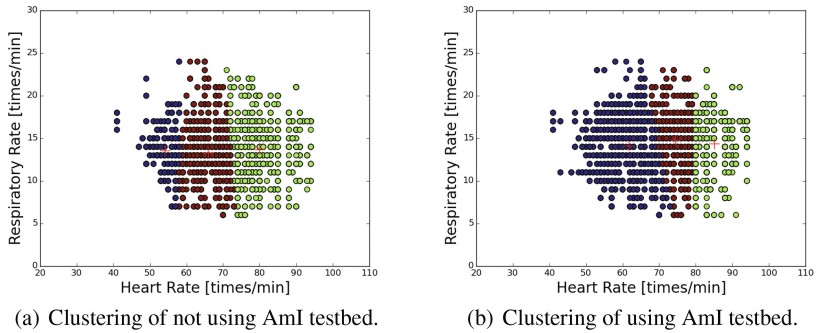 30
25
20
15
10
5
0
Respiratory Rate [times/min]
20 30 40 50 60 70 80 90 100 110
Heart Rate [times/min]
(a) Clustering of not using AmI testbed.
30
25
20
15
10
5
0
Respiratory Rate [times/min]
20 30 40 50 60 70 80 90 100 110
Heart Rate [times/min]
(b) Clustering of using AmI testbed.